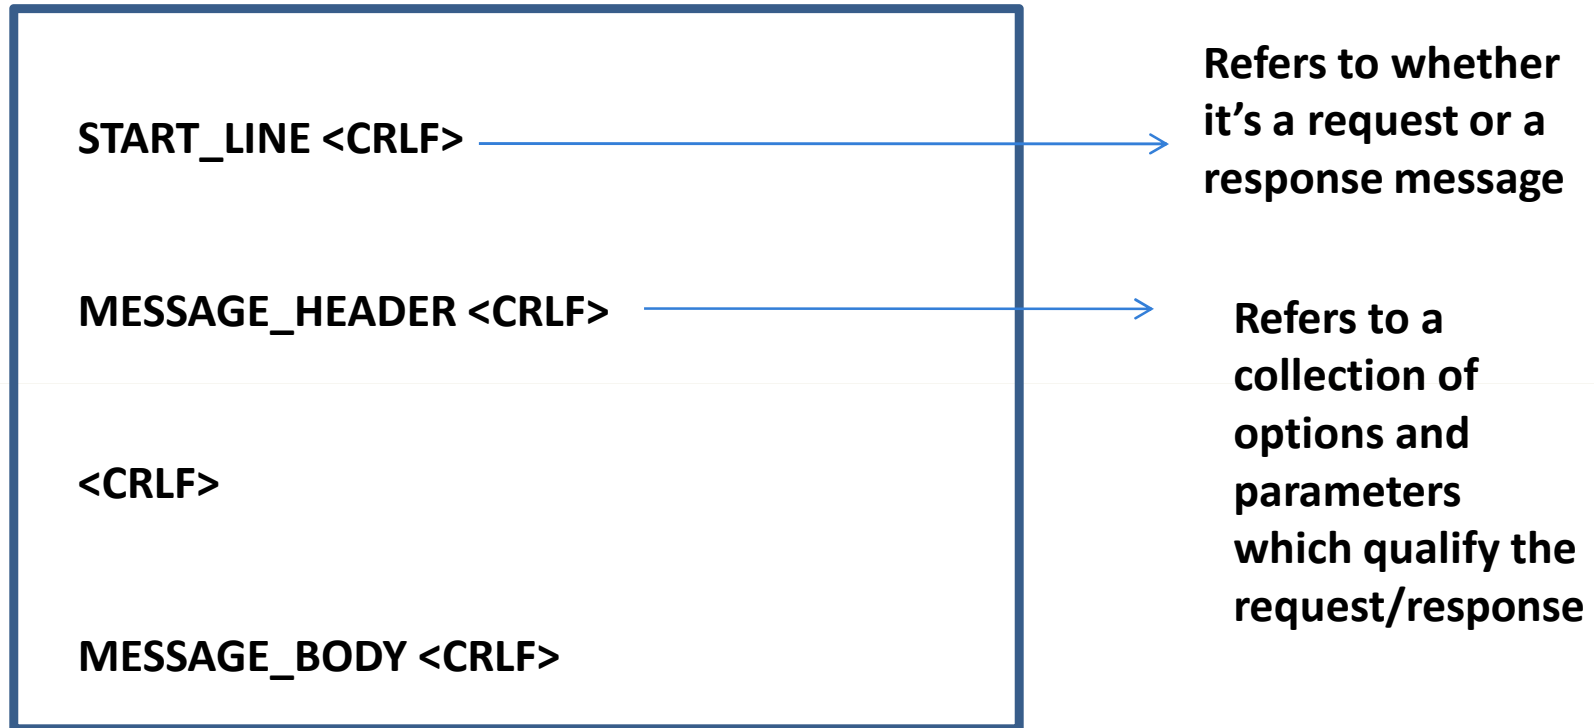 START_LINE <CRLF>
Refers to whether
it’s a request or a
response message
MESSAGE_HEADER <CRLF>
Refers to a
collection of
options and
parameters
which qualify the
request/response
<CRLF>
MESSAGE_BODY <CRLF>